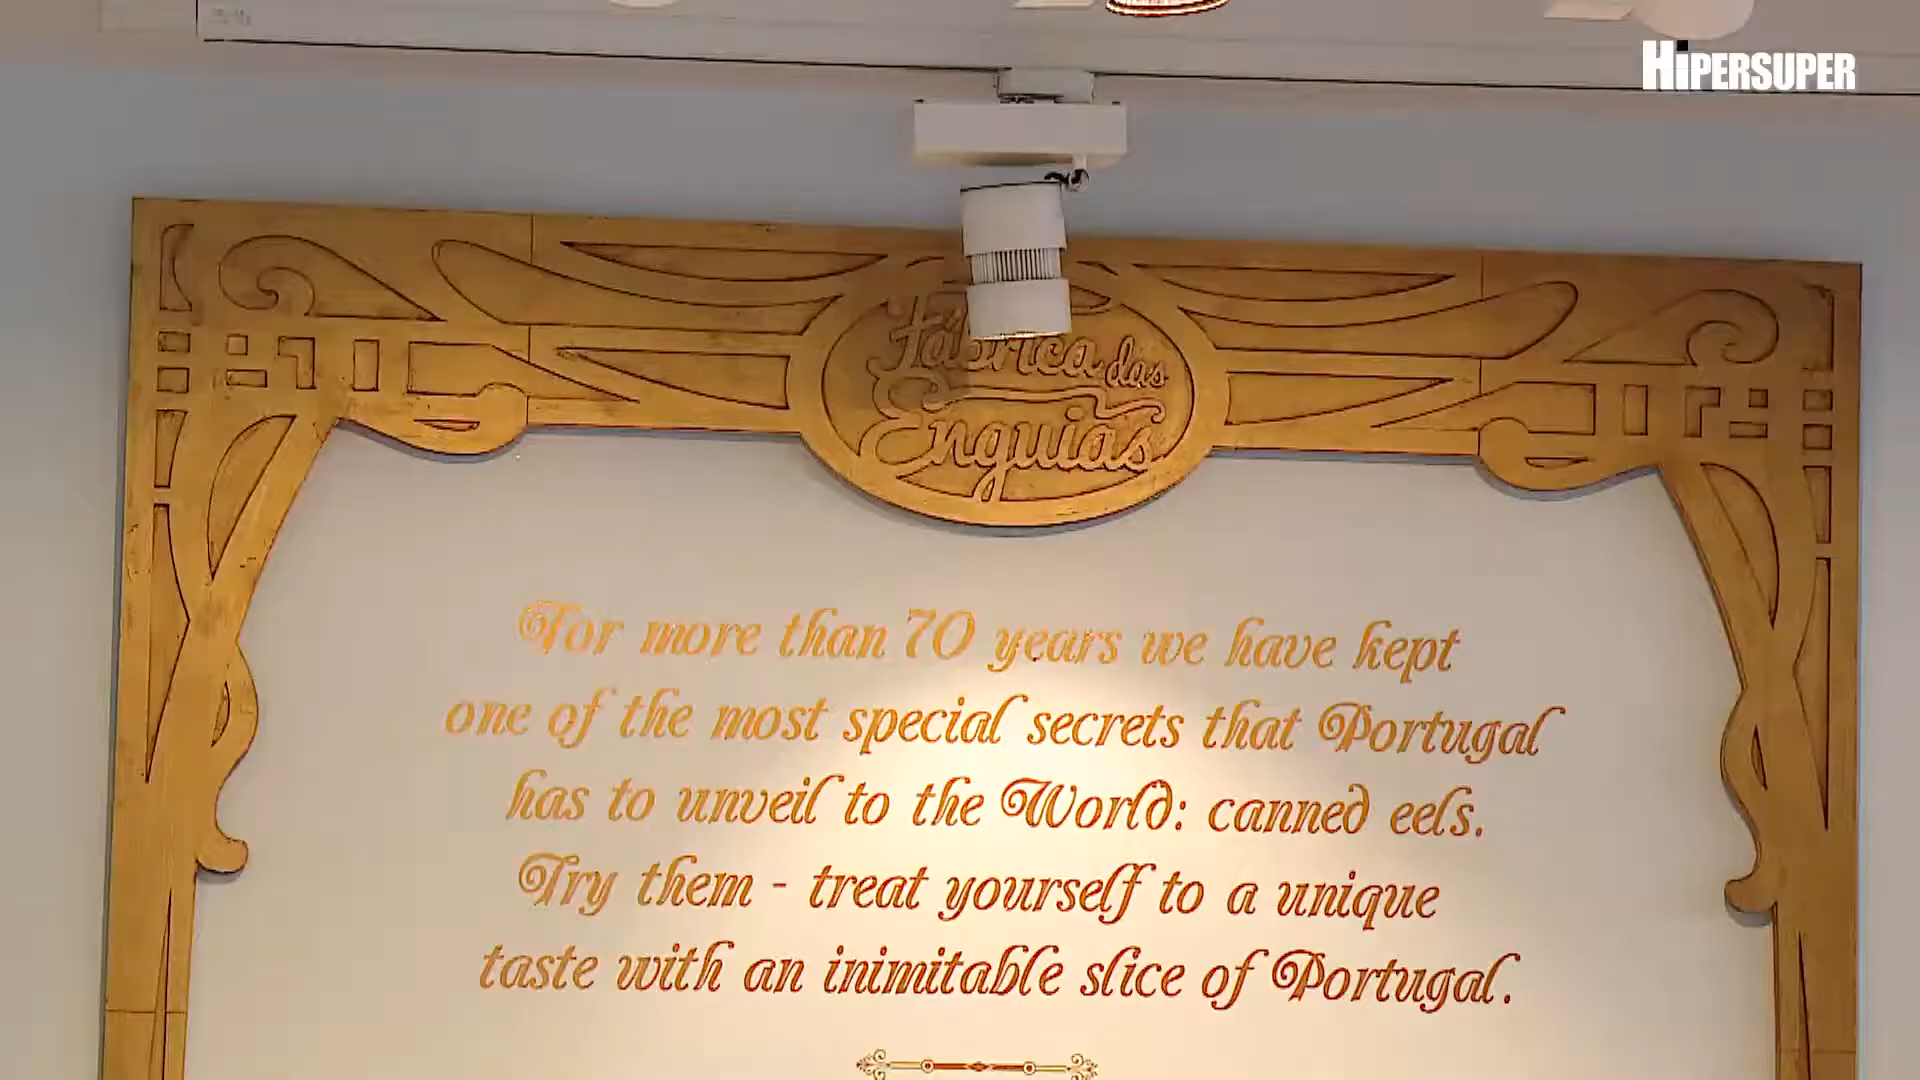 HIPERSUPER
Fábrica das
Enguias
For more than 70 years we have kept
one of the most special secrets that Portugal
has to unveil to the World: canned eels.
Try them - treat yourself to a unique
taste with an inimitable slice of Portugal.